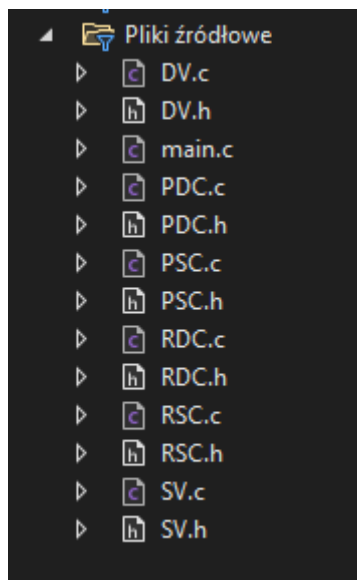 Pliki źródłowe
DV.c
DV.h
main.c
PDC.c
PDC.h
PSC.c
PSC.h
RDC.c
RDC.h
RSC.c
RSC.h
SV.c
SV.h